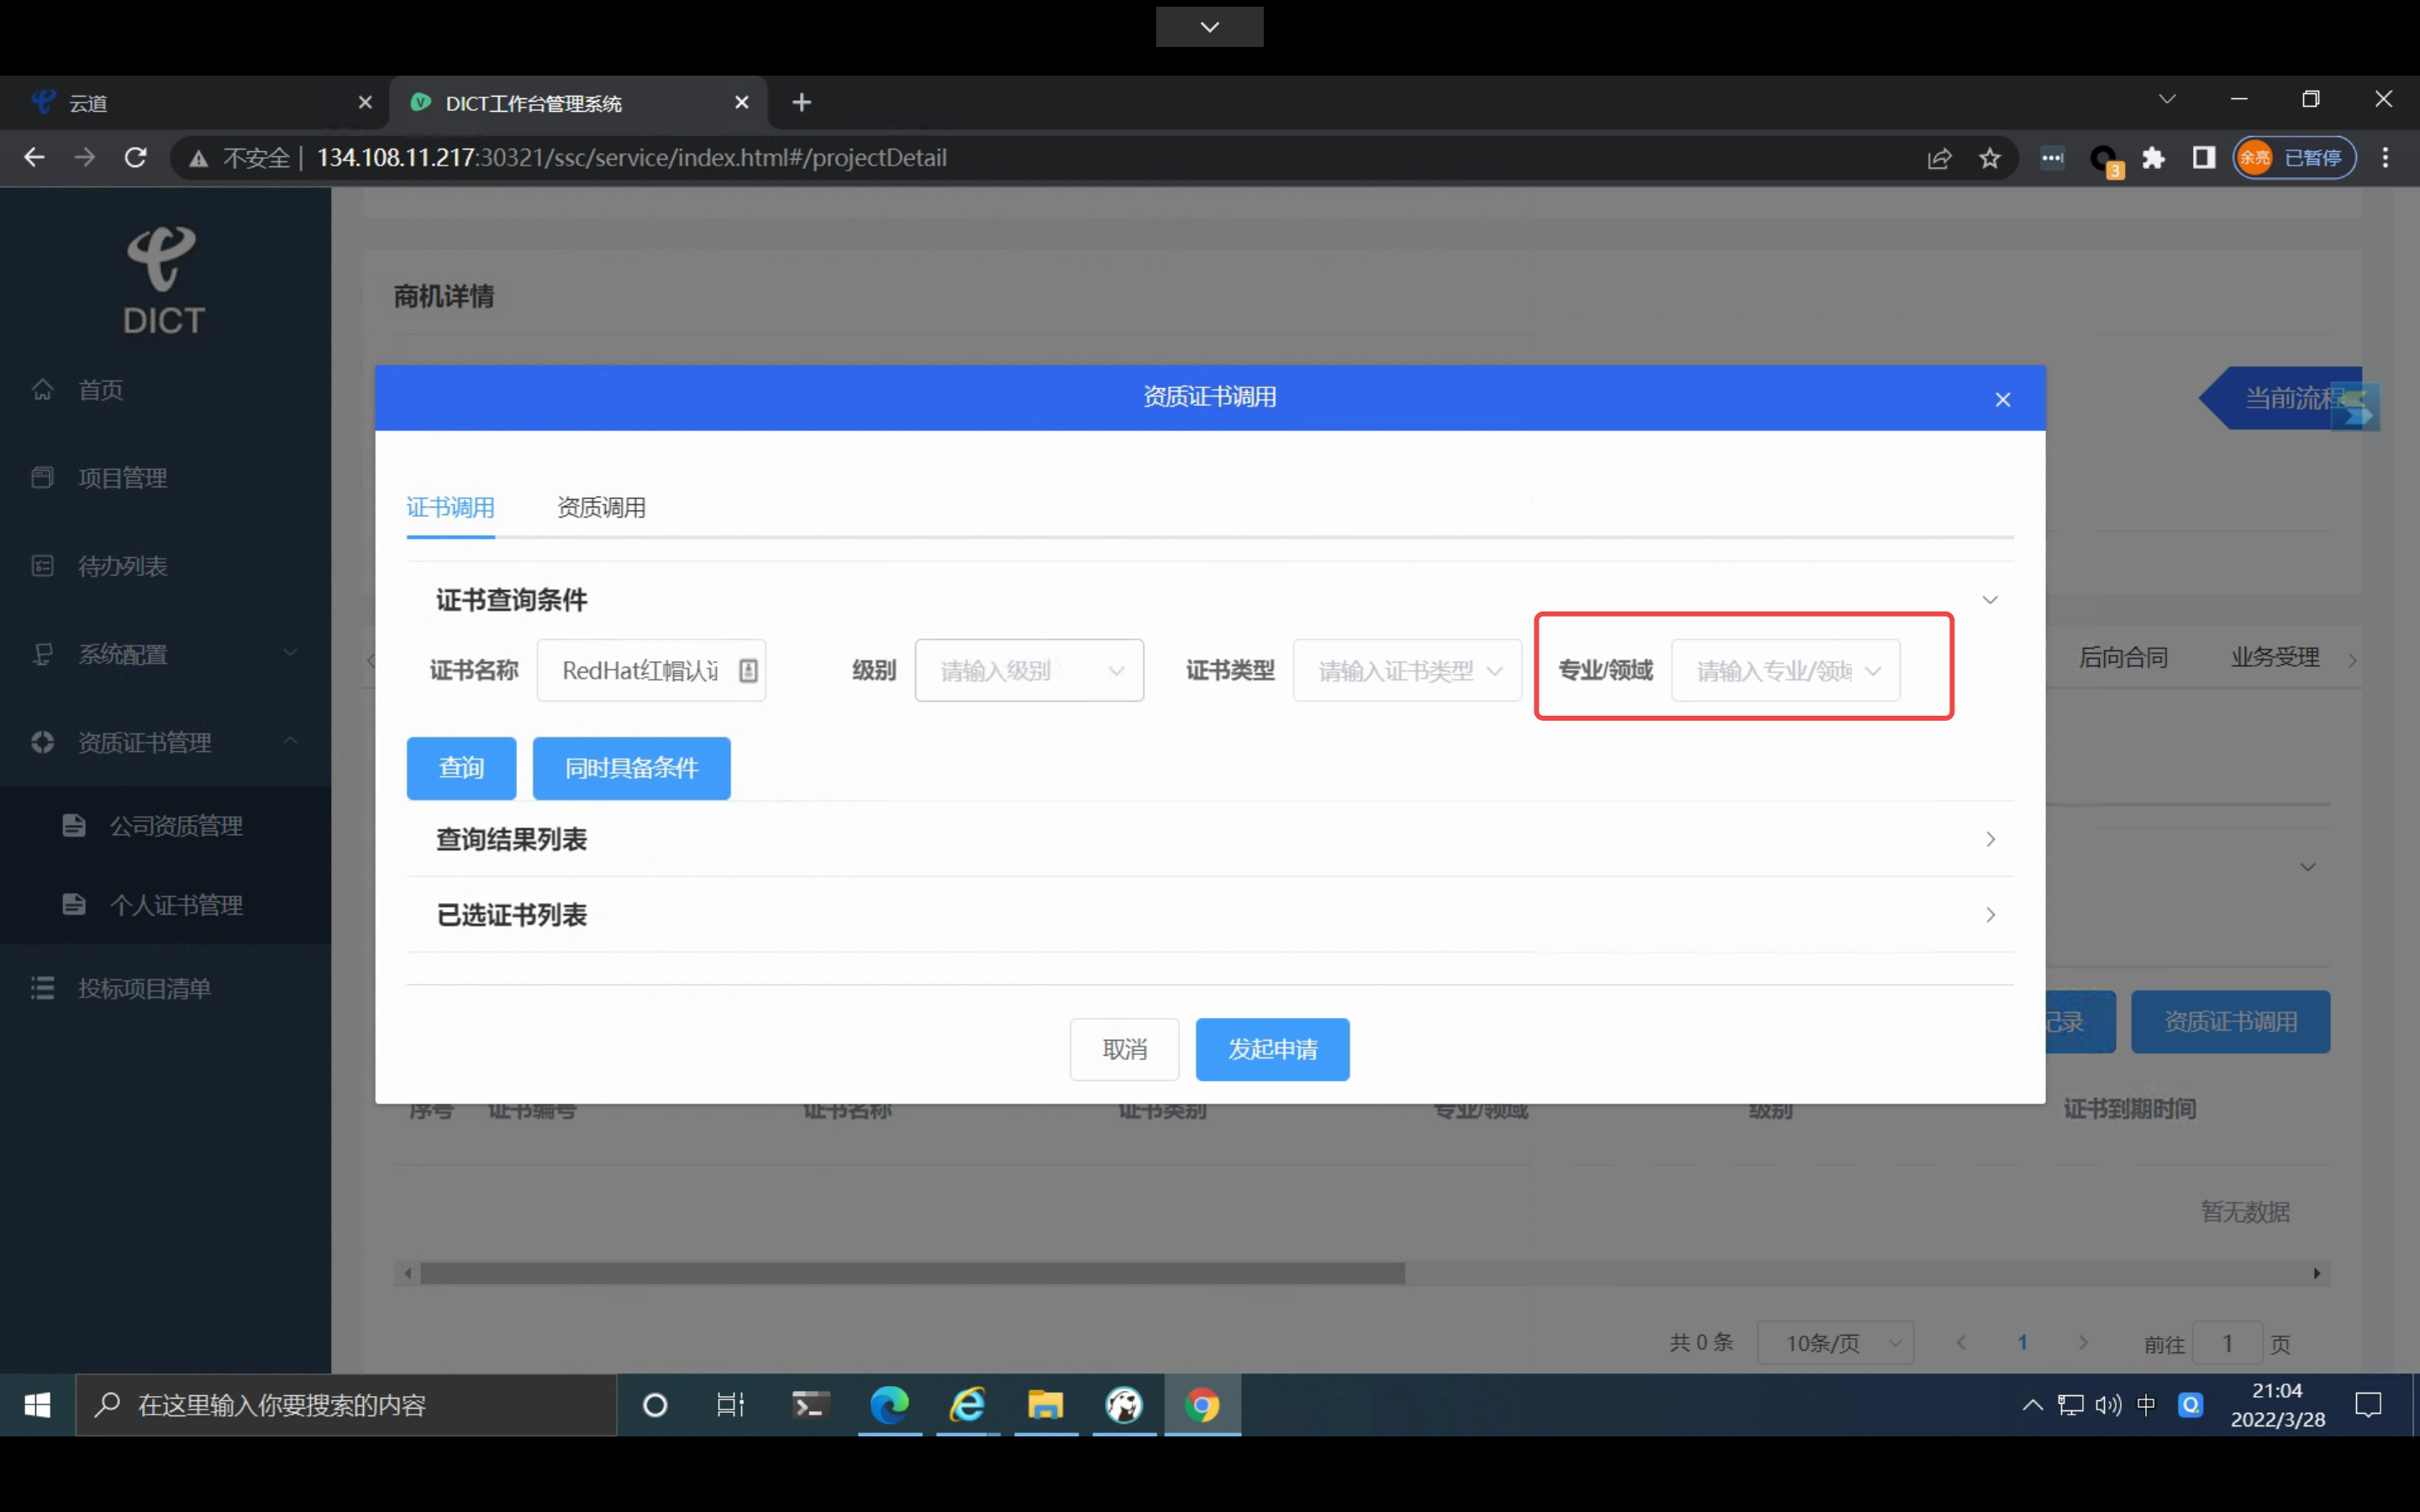 云道
DICT工作台管理系统
不安全 | 134.108.11.217:30321/ssc/service/index.html#/projectDetail
3
余亮 已暂停
DICT
首页
项目管理
待办列表
系统配置
资质证书管理
公司资质管理
个人证书管理
投标项目清单
商机详情
当前流程
资质证书调用
证书调用 资质调用
证书查询条件
证书名称 RedHat红帽认证 级别 请输入级别 证书类型 请输入证书类型 专业/领域 请输入专业/领域
后向合同 业务受理
查询 同时具备条件
查询结果列表
已选证书列表
记录 资质证书调用
取消 发起申请
序号 证书编号 证书名称 证书类别 专业/领域 级别 证书到期时间
暂无数据
共 0 条 10条/页 1 前往 1 页
在这里输入你要搜索的内容
中
21:04
2022/3/28